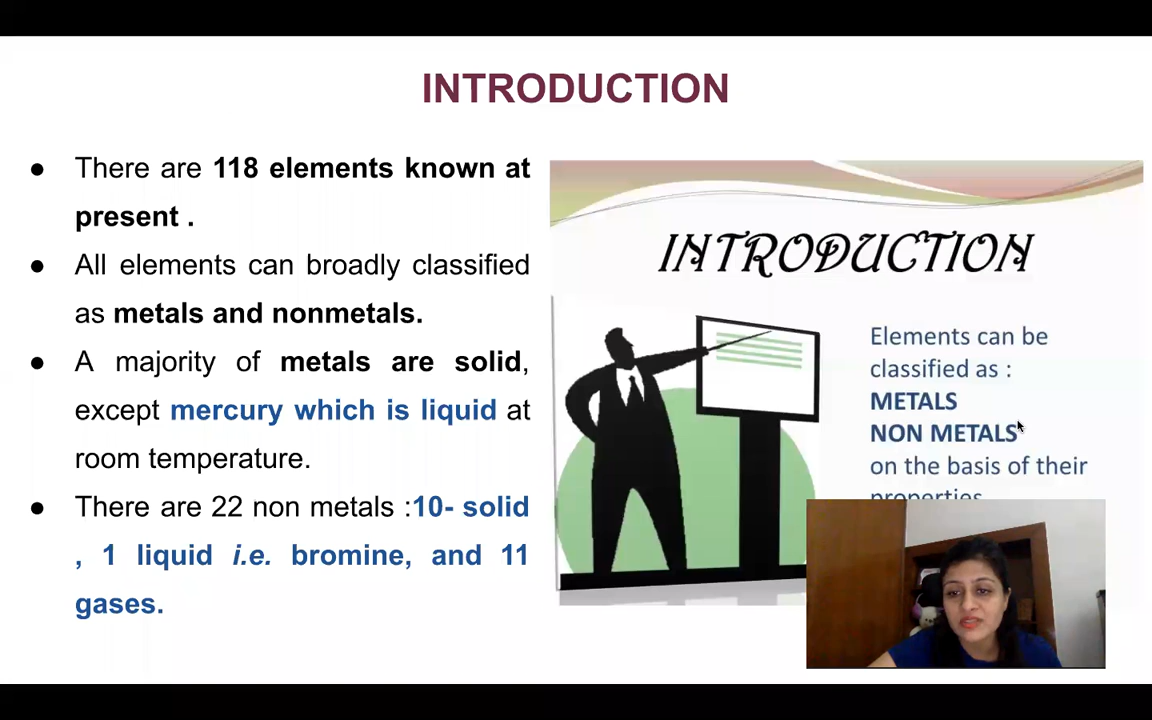 INTRODUCTION
● There are 118 elements known at
present .
● All elements can broadly classified
as metals and nonmetals.
● A majority of metals are solid,
except mercury which is liquid at
room temperature.
● There are 22 non metals :10- solid
, 1 liquid i.e. bromine, and 11
gases.
INTRODUCTION
Elements can be
classified as :
METALS
NON METALS
on the basis of their
properties